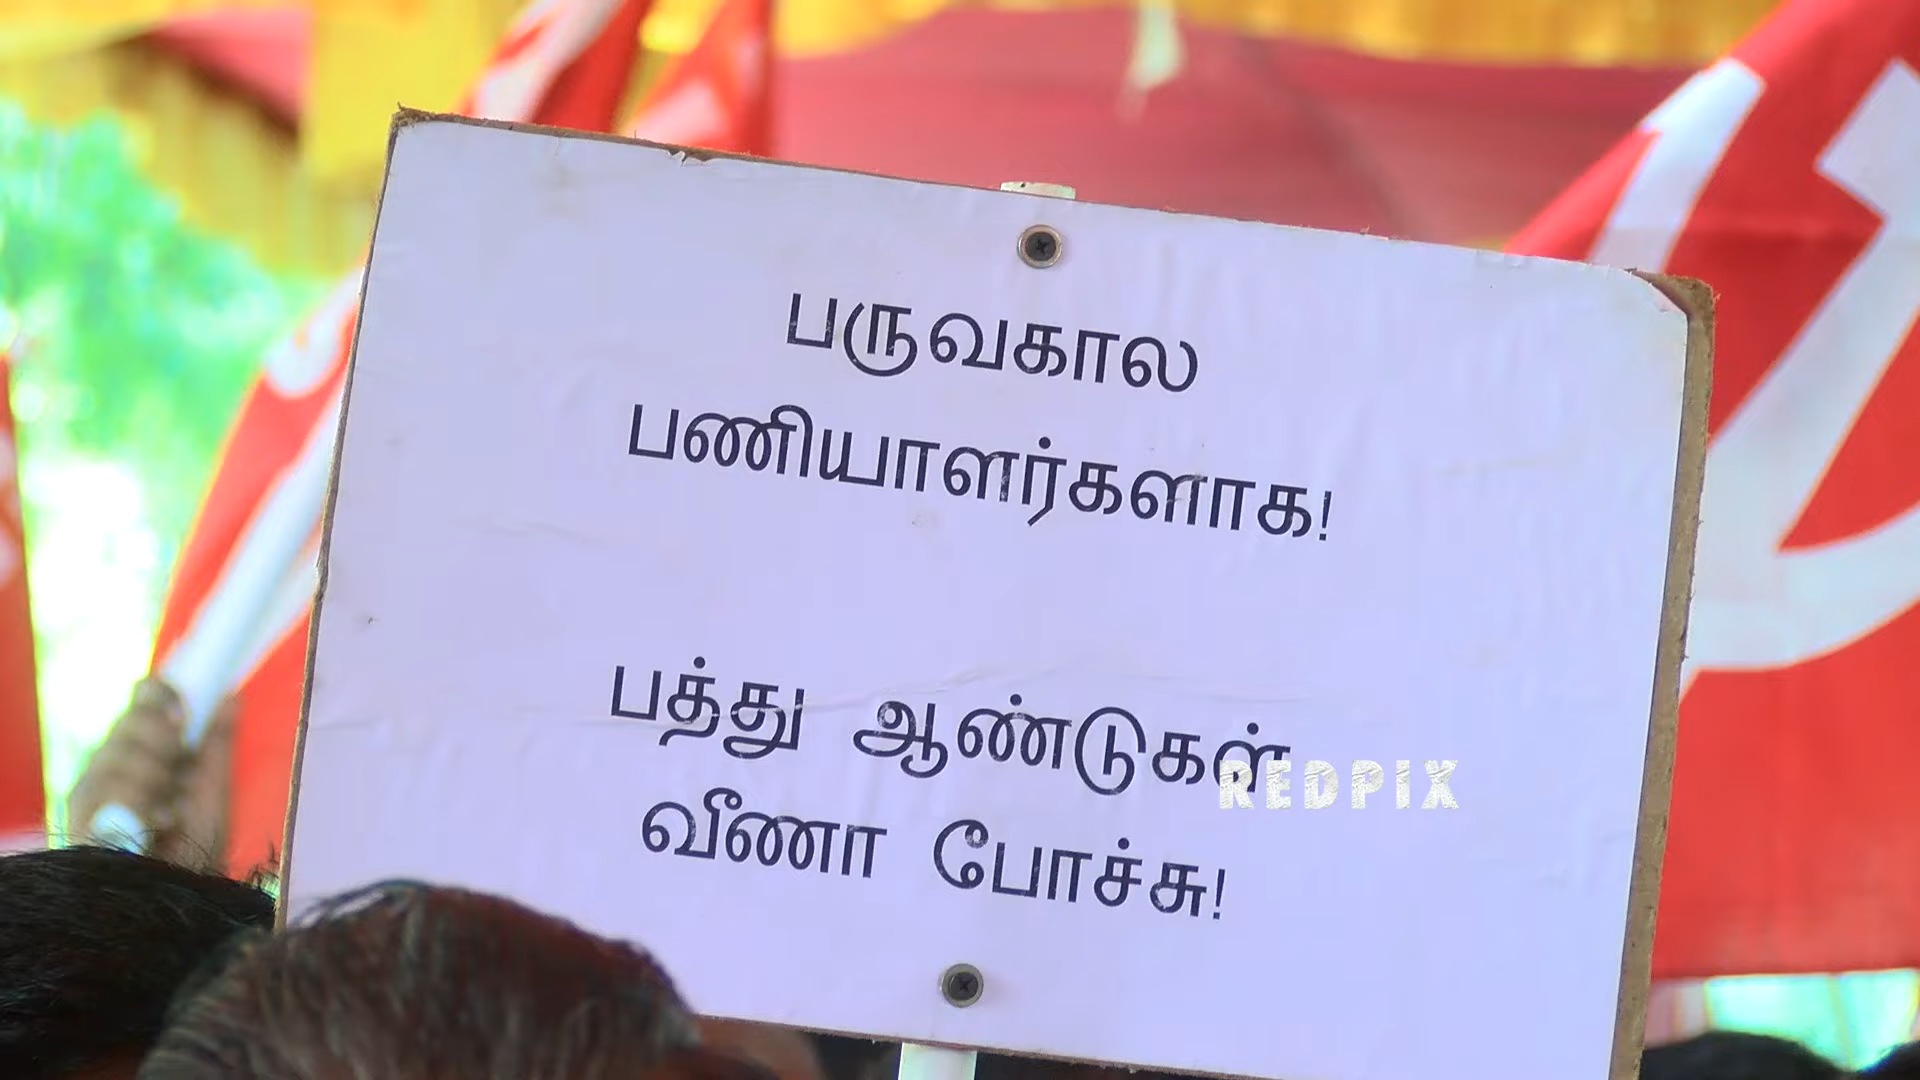 பருவகால
பணியாளர்களாக!
பத்து ஆண்டுகள்
REDPIX
வீணா போச்சு!